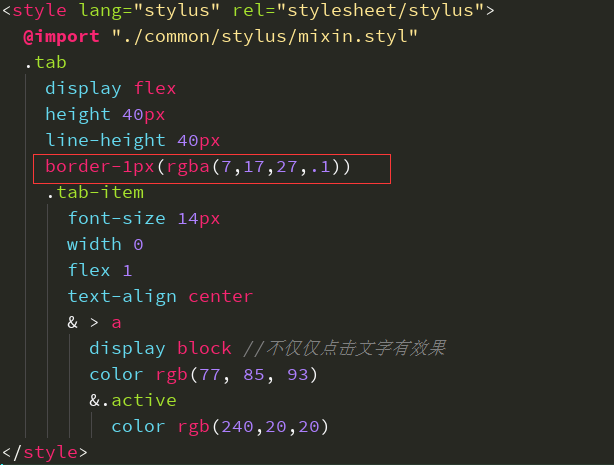 <style lang="stylus" rel="stylesheet/stylus">
@import "./common/stylus/mixin.styl"
.tab
display flex
height 40px
line-height 40px
border-1px(rgba(7,17,27,.1))
.tab-item
font-size 14px
width 0
flex 1
text-align center
& > a
display block //不仅仅点击文字有效果
color rgb(77, 85, 93)
&.active
color rgb(240,20,20)
</style>